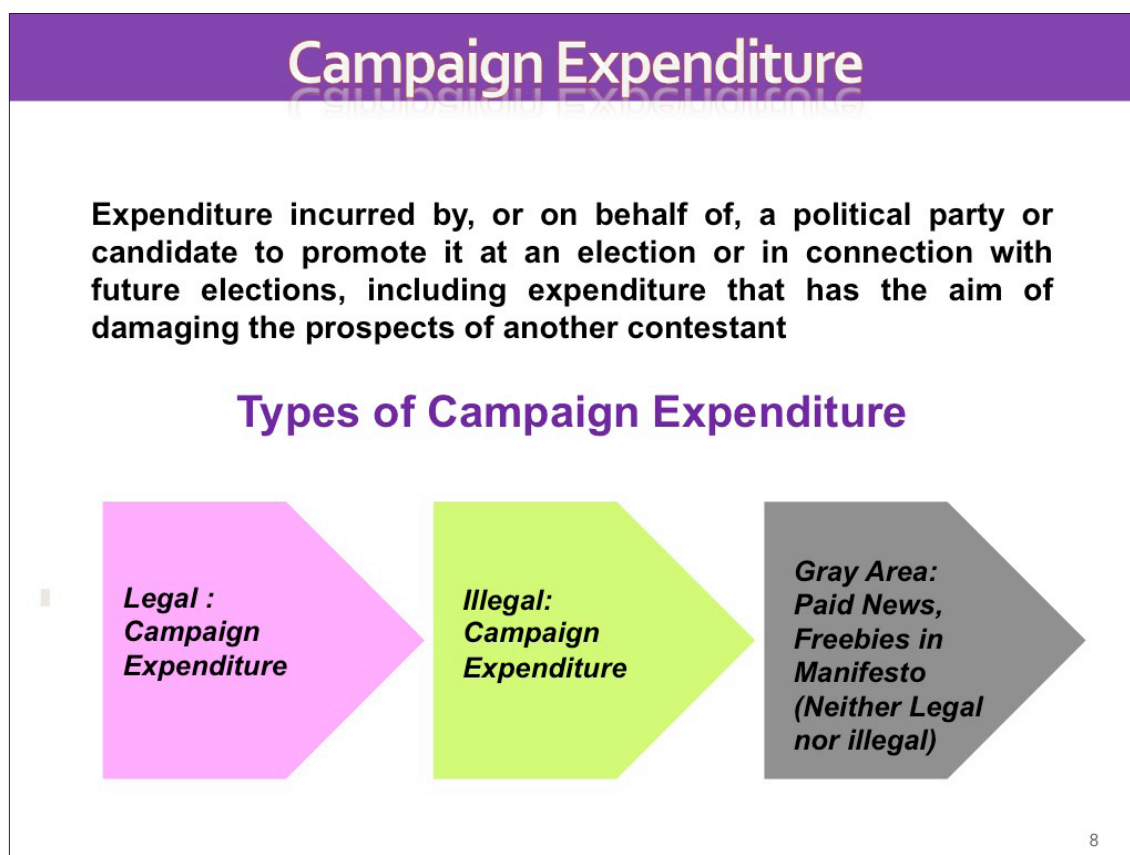 Campaign Expenditure
Expenditure incurred by, or on behalf of, a political party or
candidate to promote it at an election or in connection with
future elections, including expenditure that has the aim of
damaging the prospects of another contestant
Types of Campaign Expenditure
Legal :
Campaign
Expenditure
Illegal:
Campaign
Expenditure
Gray Area:
Paid News,
Freebies in
Manifesto
(Neither Legal
nor illegal)
8